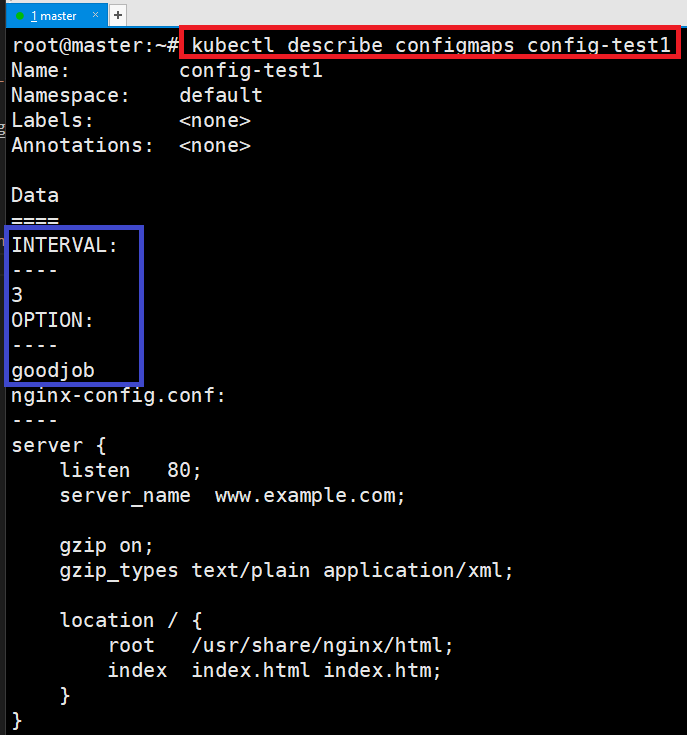 1 master × +
root@master:~# kubectl describe configmaps config-test1
Name:         config-test1
Namespace:    default
Labels:       <none>
Annotations:  <none>

Data
====
INTERVAL:
----
3
OPTION:
----
goodjob
nginx-config.conf:
----
server {
    listen   80;
    server_name  www.example.com;

    gzip on;
    gzip_types text/plain application/xml;

    location / {
        root   /usr/share/nginx/html;
        index  index.html index.htm;
    }
}